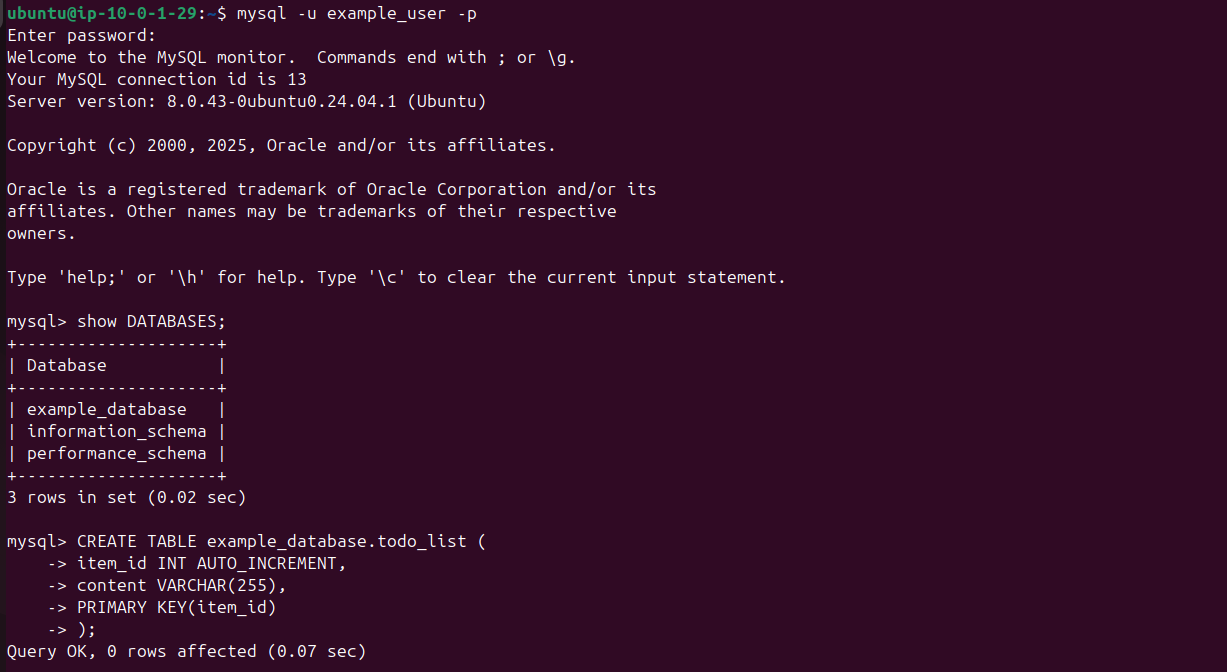 ubuntu@ip-10-0-1-29:~$ mysql -u example_user -p
Enter password:
Welcome to the MySQL monitor.  Commands end with ; or \g.
Your MySQL connection id is 13
Server version: 8.0.43-0ubuntu0.24.04.1 (Ubuntu)

Copyright (c) 2000, 2025, Oracle and/or its affiliates.

Oracle is a registered trademark of Oracle Corporation and/or its
affiliates. Other names may be trademarks of their respective
owners.

Type 'help;' or '\h' for help. Type '\c' to clear the current input statement.

mysql> show DATABASES;
+--------------------+
| Database           |
+--------------------+
| example_database   |
| information_schema |
| performance_schema |
+--------------------+
3 rows in set (0.02 sec)

mysql> CREATE TABLE example_database.todo_list (
    -> item_id INT AUTO_INCREMENT,
    -> content VARCHAR(255),
    -> PRIMARY KEY(item_id)
    -> );
Query OK, 0 rows affected (0.07 sec)